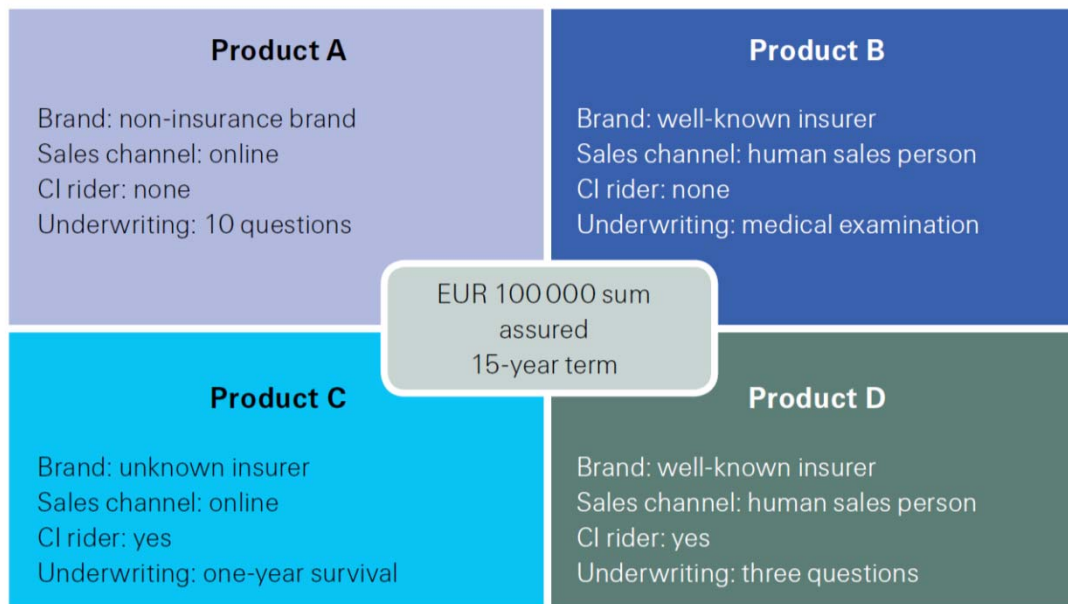 Product A
Brand: non-insurance brand
Sales channel: online
CI rider: none
Underwriting: 10 questions
Product B
Brand: well-known insurer
Sales channel: human sales person
CI rider: none
Underwriting: medical examination
EUR 100 000 sum
assured
15-year term
Product C
Brand: unknown insurer
Sales channel: online
CI rider: yes
Underwriting: one-year survival
Product D
Brand: well-known insurer
Sales channel: human sales person
CI rider: yes
Underwriting: three questions